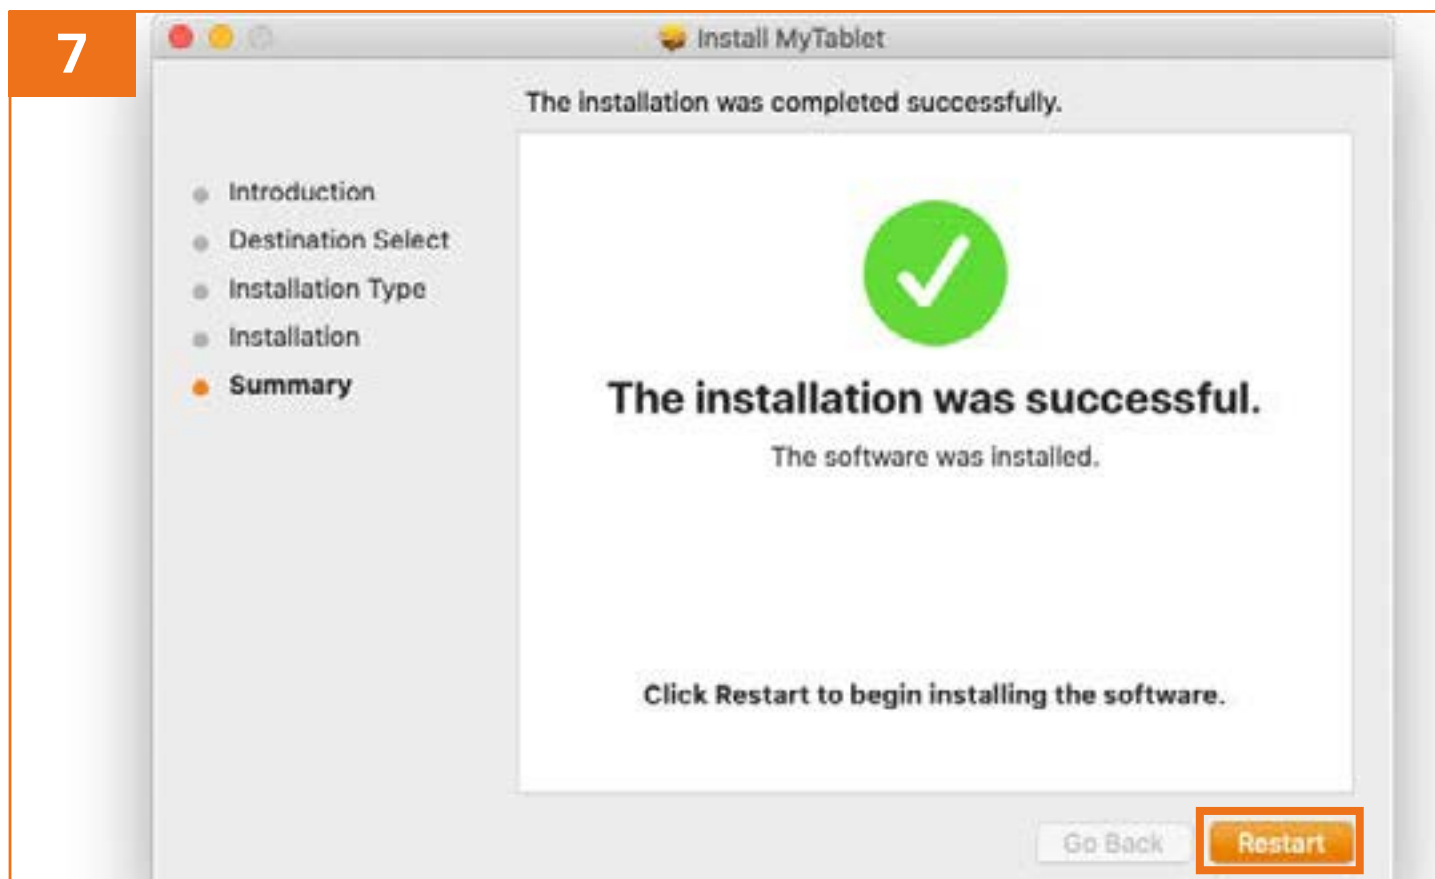 7
Install MyTablet
The installation was completed successfully.
Introduction
Destination Select
Installation Type
Installation
Summary
The installation was successful.
The software was installed.
Click Restart to begin installing the software.
Go Back
Restart